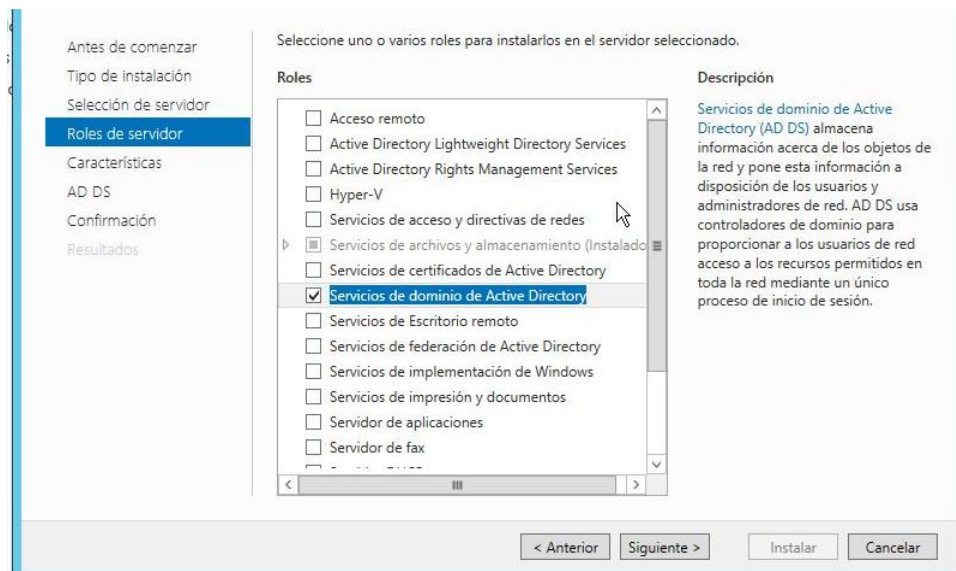 Seleccione uno o varios roles para instalarlos en el servidor seleccionado.
Antes de comenzar
Tipo de instalación
Selección de servidor
Roles de servidor
Características
AD DS
Confirmación
Resultados
Roles
Acceso remoto
Active Directory Lightweight Directory Services
Active Directory Rights Management Services
Hyper-V
Servicios de acceso y directivas de redes
Servicios de archivos y almacenamiento (Instalado
Servicios de certificados de Active Directory
Servicios de dominio de Active Directory
Servicios de Escritorio remoto
Servicios de federación de Active Directory
Servicios de implementación de Windows
Servicios de impresión y documentos
Servidor de aplicaciones
Servidor de fax
Descripción
Servicios de dominio de Active
Directory (AD DS) almacena
información acerca de los objetos de
la red y pone esta información a
disposición de los usuarios y
administradores de red. AD DS usa
controladores de dominio para
proporcionar a los usuarios de red
acceso a los recursos permitidos en
toda la red mediante un único
proceso de inicio de sesión.
< Anterior
Siguiente >
Instalar
Cancelar